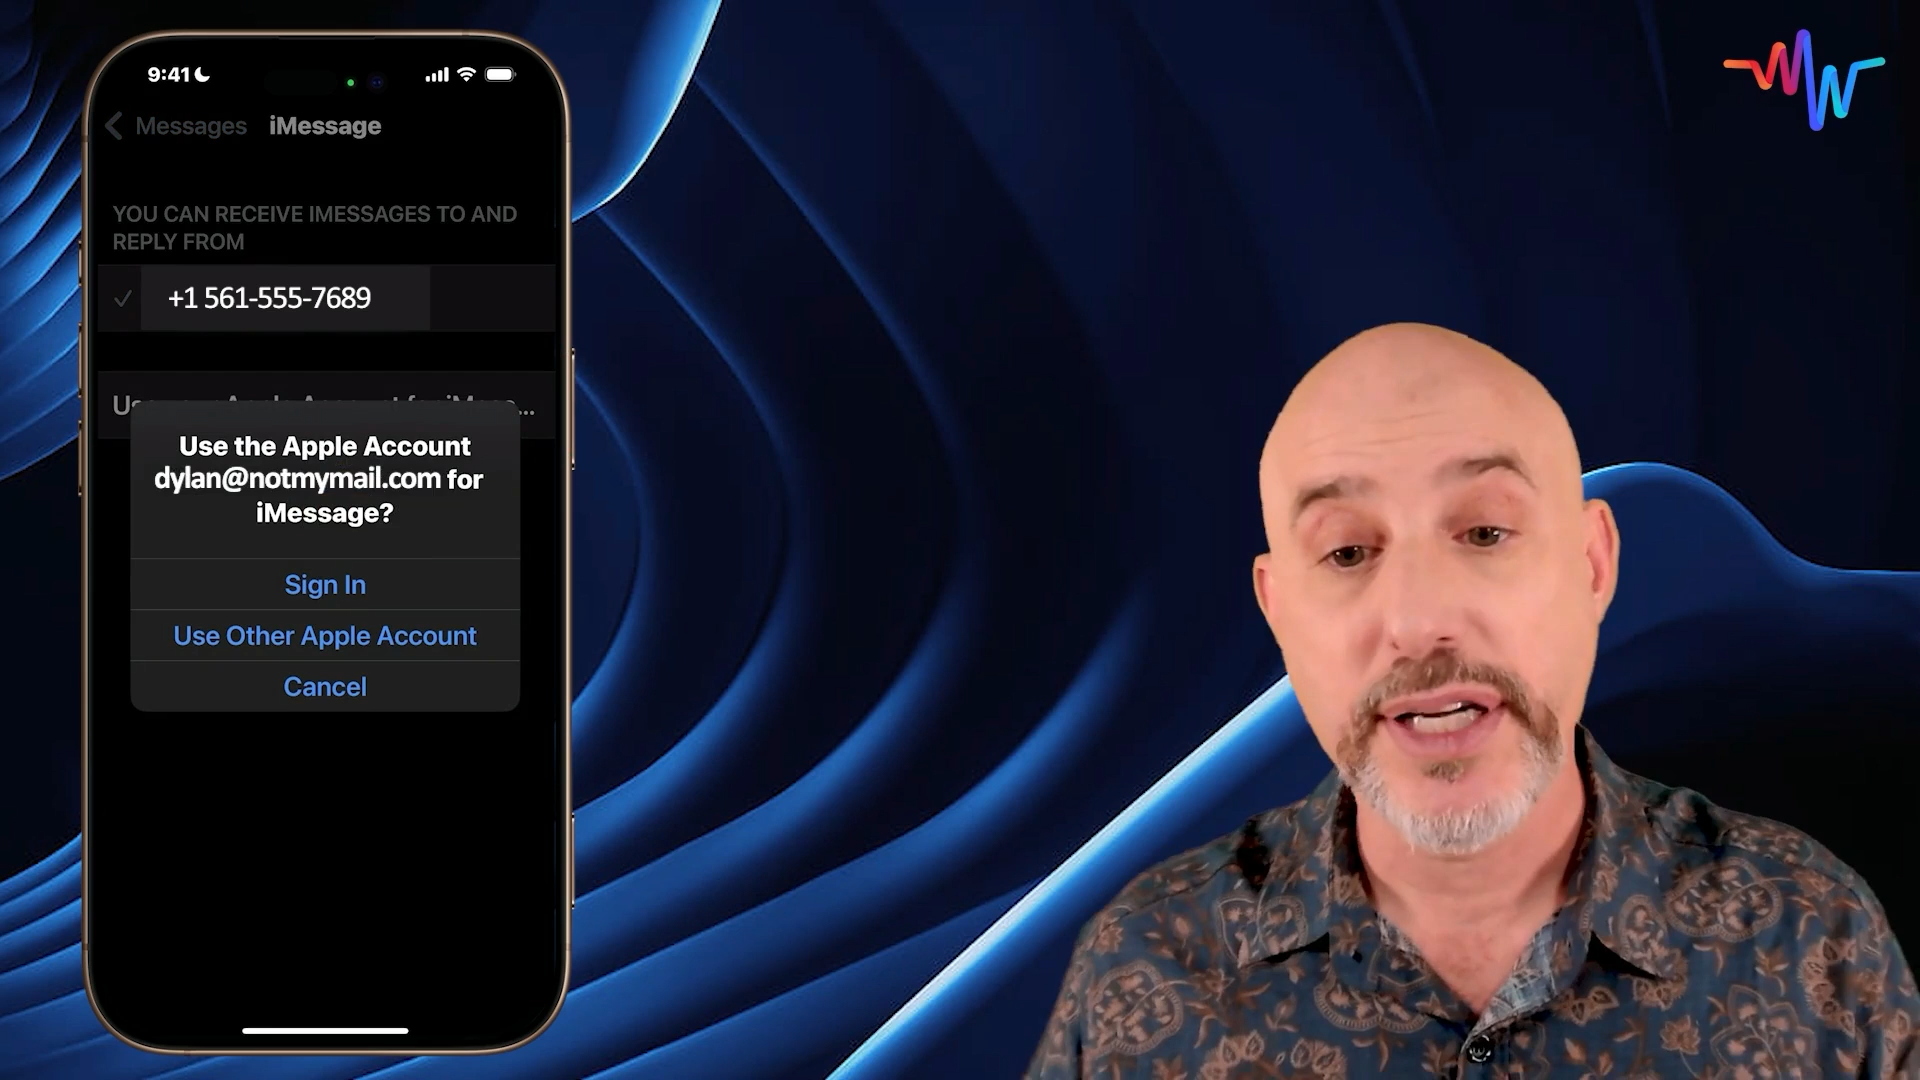 9:41
Messages iMessage
YOU CAN RECEIVE IMESSAGES TO AND
REPLY FROM
+1 561-555-7689
Use the Apple Account
dylan@notmymail.com for
iMessage?
Sign In
Use Other Apple Account
Cancel